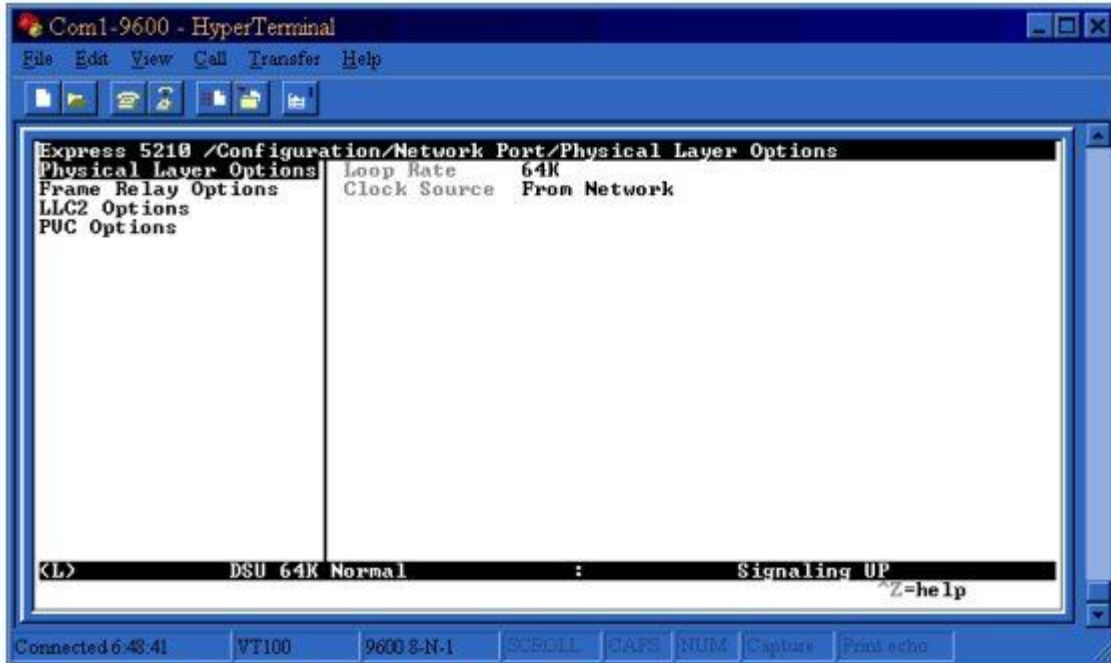 Com1-9600 - HyperTerminal
File Edit View Call Transfer Help
Express 5210 /Configuration/Network Port/Physical Layer Options
Physical Layer Options Loop Rate 64K
Frame Relay Options Clock Source From Network
LLC2 Options
PVC Options
<L> DSU 64K Normal : Signaling UP
^Z=help
Connected 6:48:41 VT100 9600 8-N-1 SCROLL CAPS NUM Capture Print echo